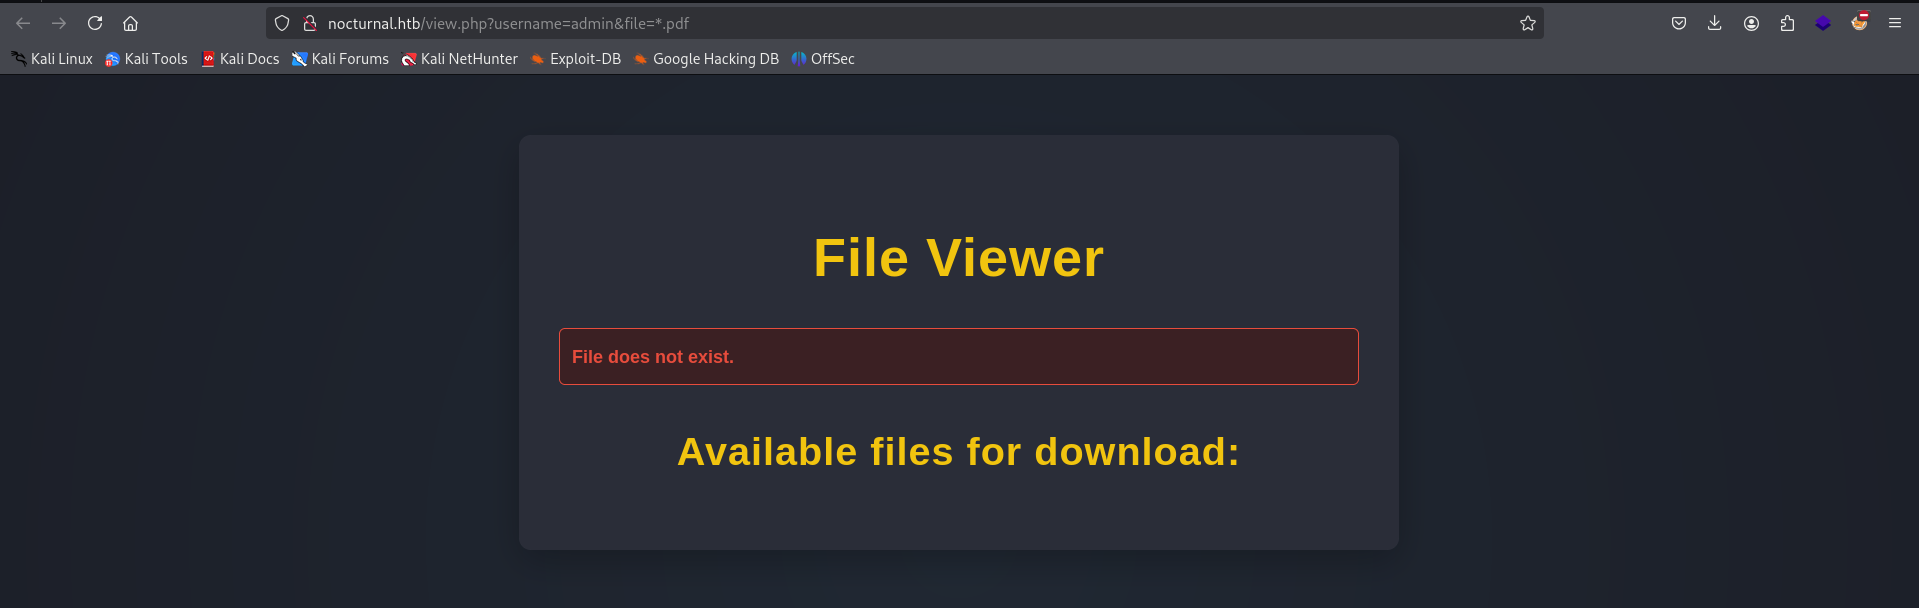 nocturnal.htb/view.php?username=admin&file=*.pdf
Kali Linux Kali Tools Kali Docs Kali Forums Kali NetHunter Exploit-DB Google Hacking DB OffSec
File Viewer
File does not exist.
Available files for download: